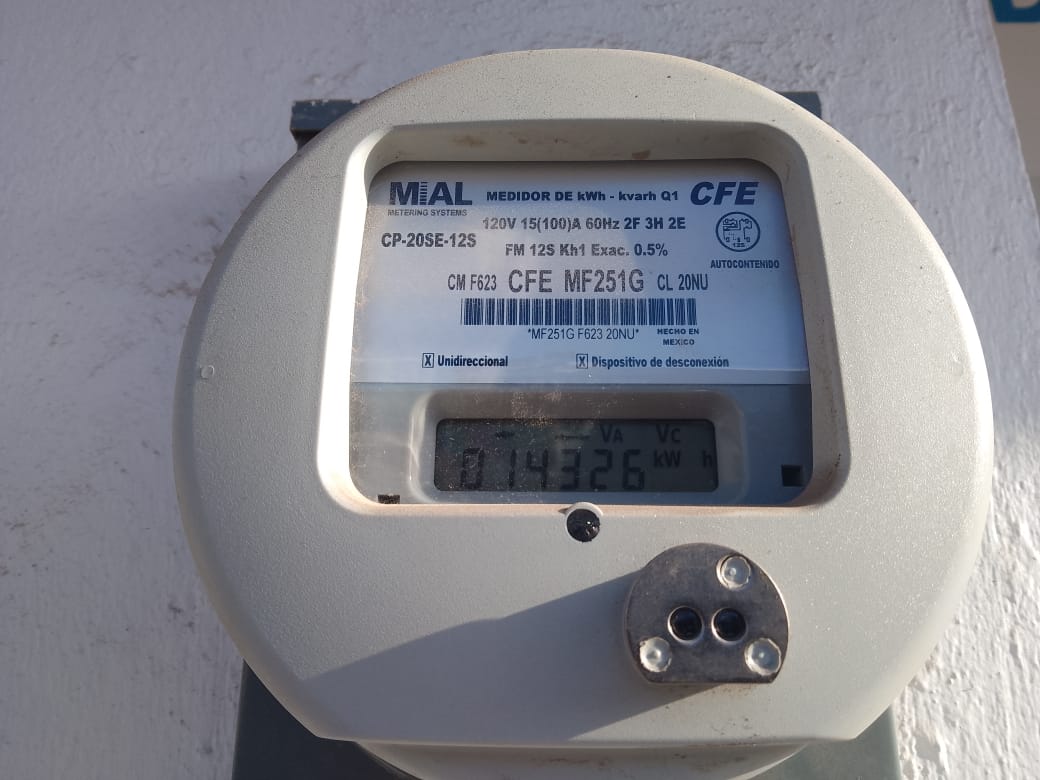 MIAL MEDIDOR DE kWh - kvarh Q1 CFE
METERING SYSTEMS
120V 15(100)A 60Hz 2F 3H 2E
CP-20SE-12S
FM 12S Kh1 Exac. 0.5%
12S
AUTOCONTENIDO
CM F623 CFE MF251G CL 20NU
*MF251G F623 20NU*
HECHO EN
MEXICO
X Unidireccional X Dispositivo de desconexión
VA VC
014326 kW h